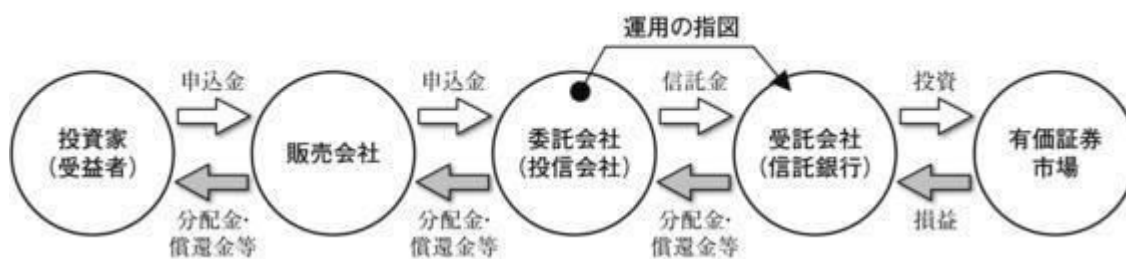 運用の指図
申込金
申込金
信託金
投資
投資家
(受益者)
販売会社
委託会社
(投信会社)
受託会社
(信託銀行)
有価証券
市場
分配金・
償還金等
分配金・
償還金等
分配金・
償還金等
損益